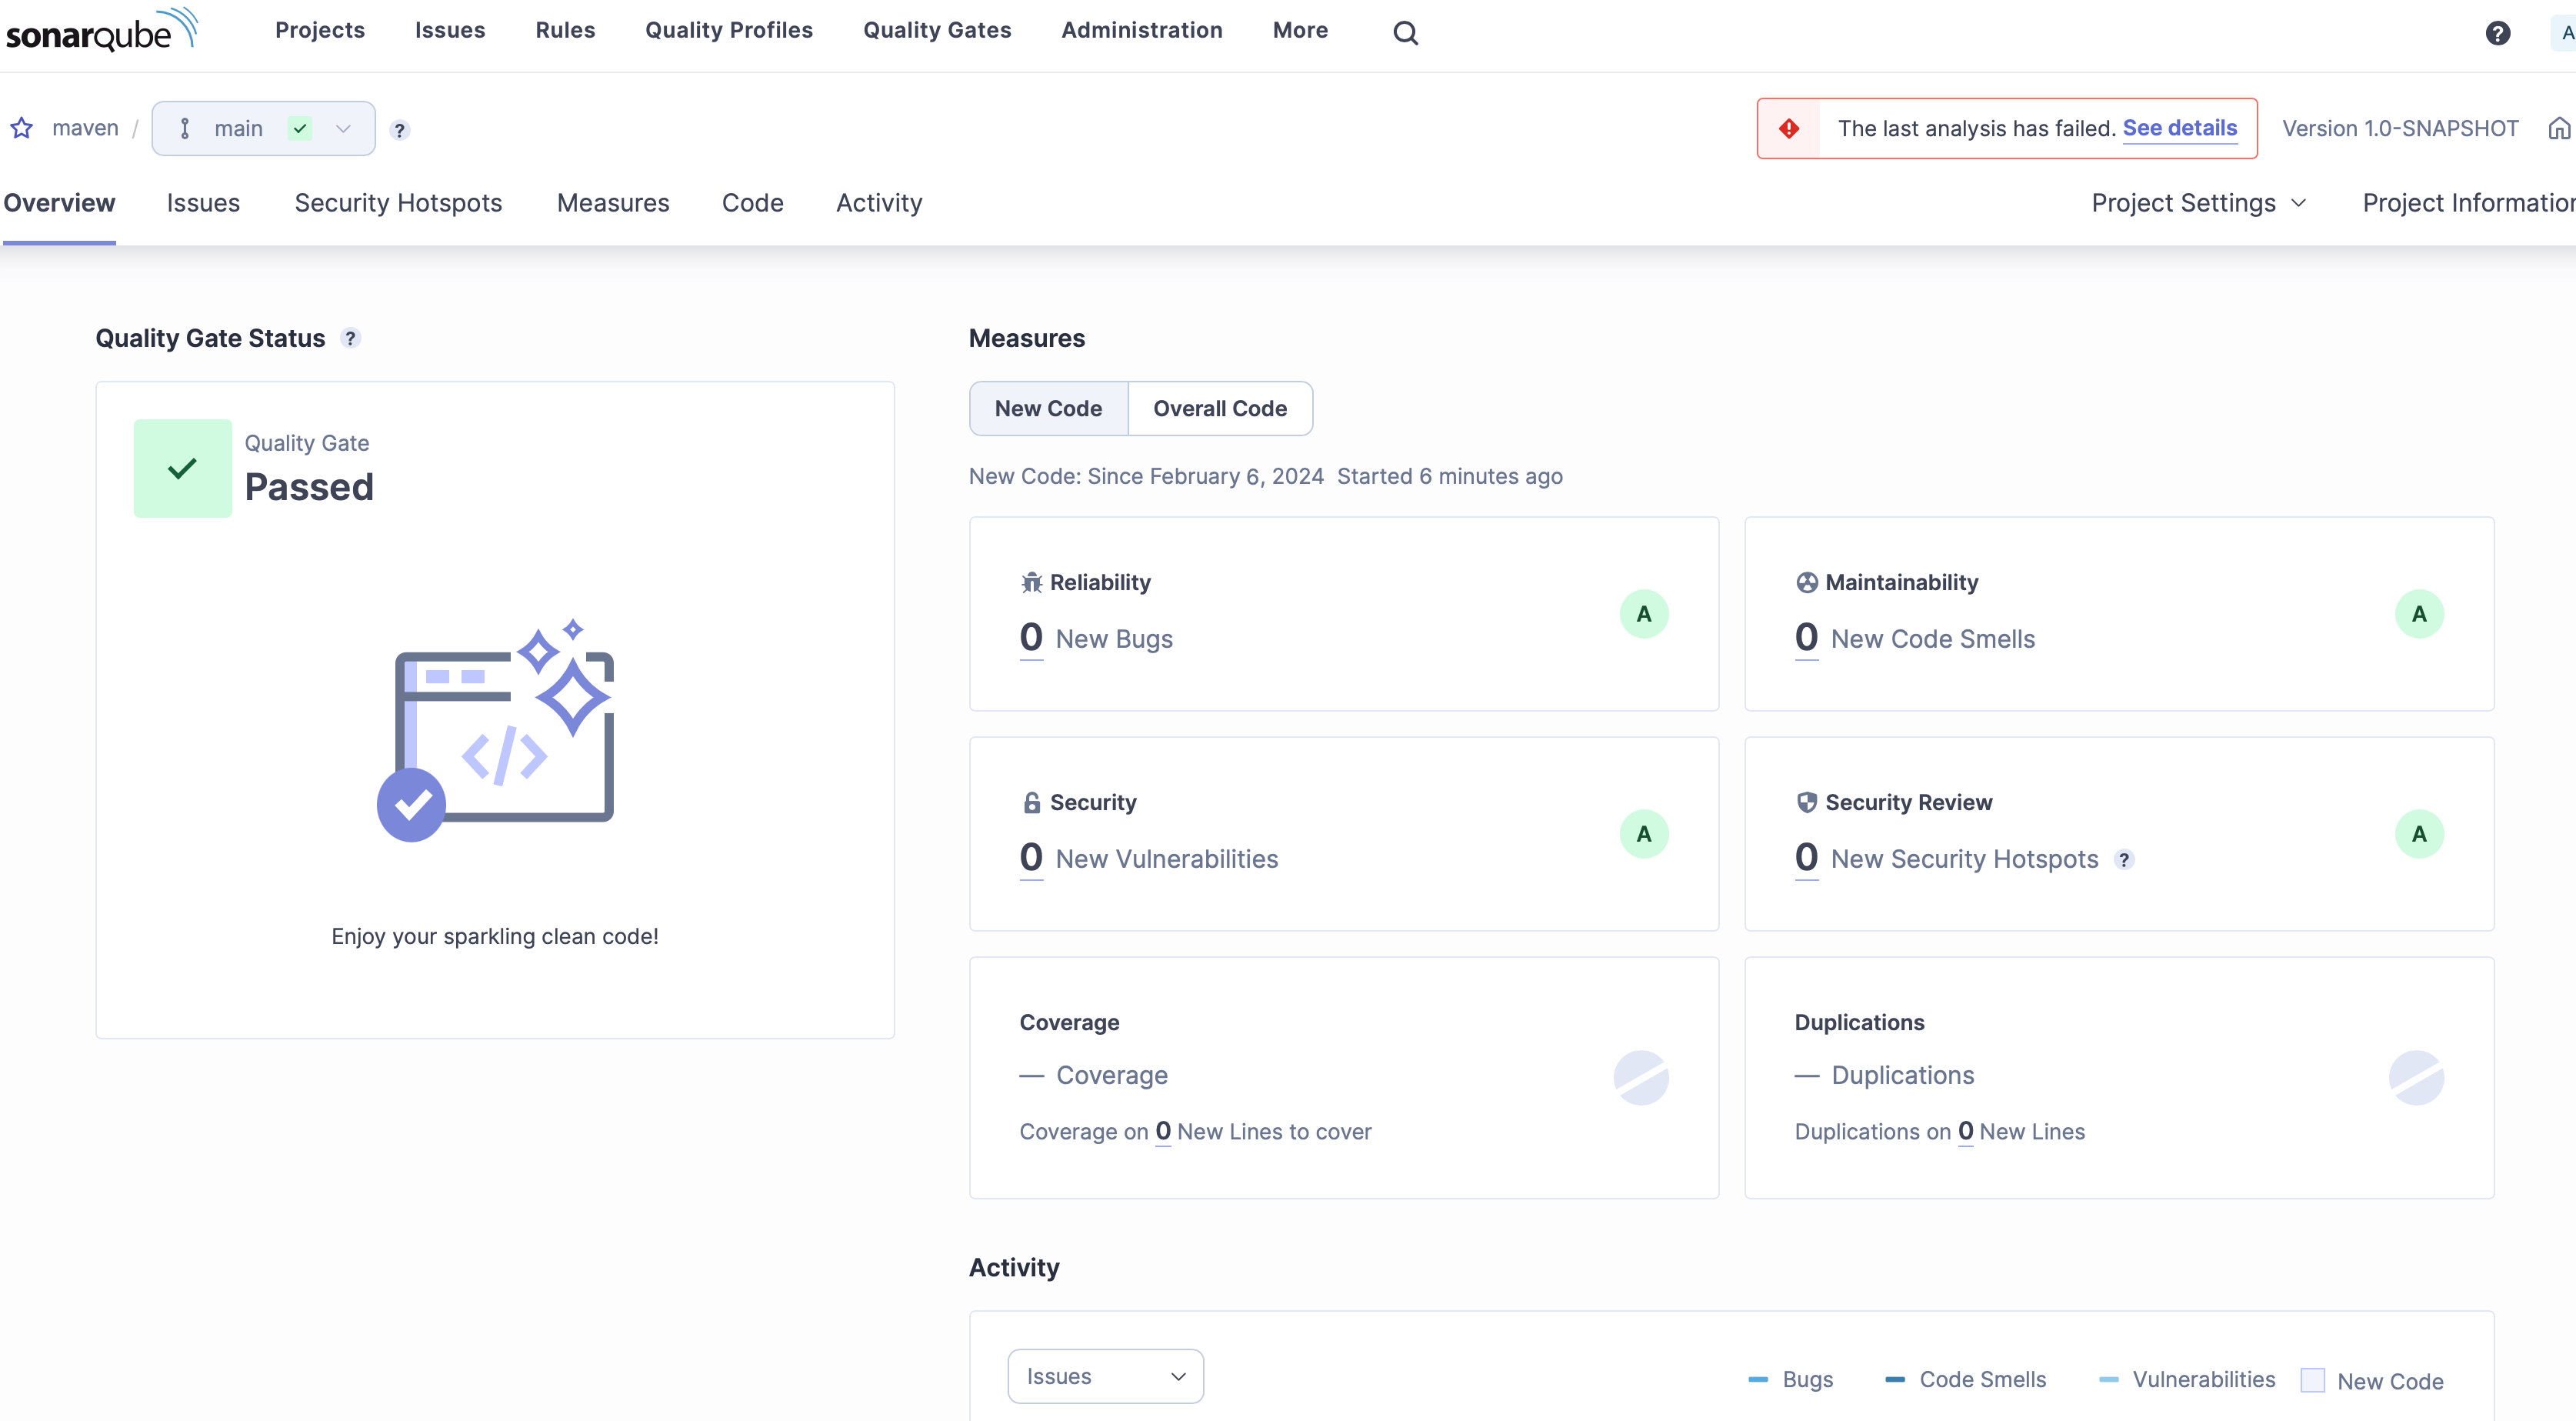 sonarqube Projects Issues Rules Quality Profiles Quality Gates Administration More ? A
maven / main ? The last analysis has failed. See details Version 1.0-SNAPSHOT
Overview Issues Security Hotspots Measures Code Activity Project Settings Project Information
Quality Gate Status ?
Quality Gate
Passed
</>
Enjoy your sparkling clean code!
Measures
New Code Overall Code
New Code: Since February 6, 2024 Started 6 minutes ago
Reliability
0 New Bugs
A
Maintainability
0 New Code Smells
A
Security
0 New Vulnerabilities
A
Security Review
0 New Security Hotspots ?
A
Coverage
— Coverage
Coverage on 0 New Lines to cover
Duplications
— Duplications
Duplications on 0 New Lines
Activity
Issues Bugs Code Smells Vulnerabilities New Code